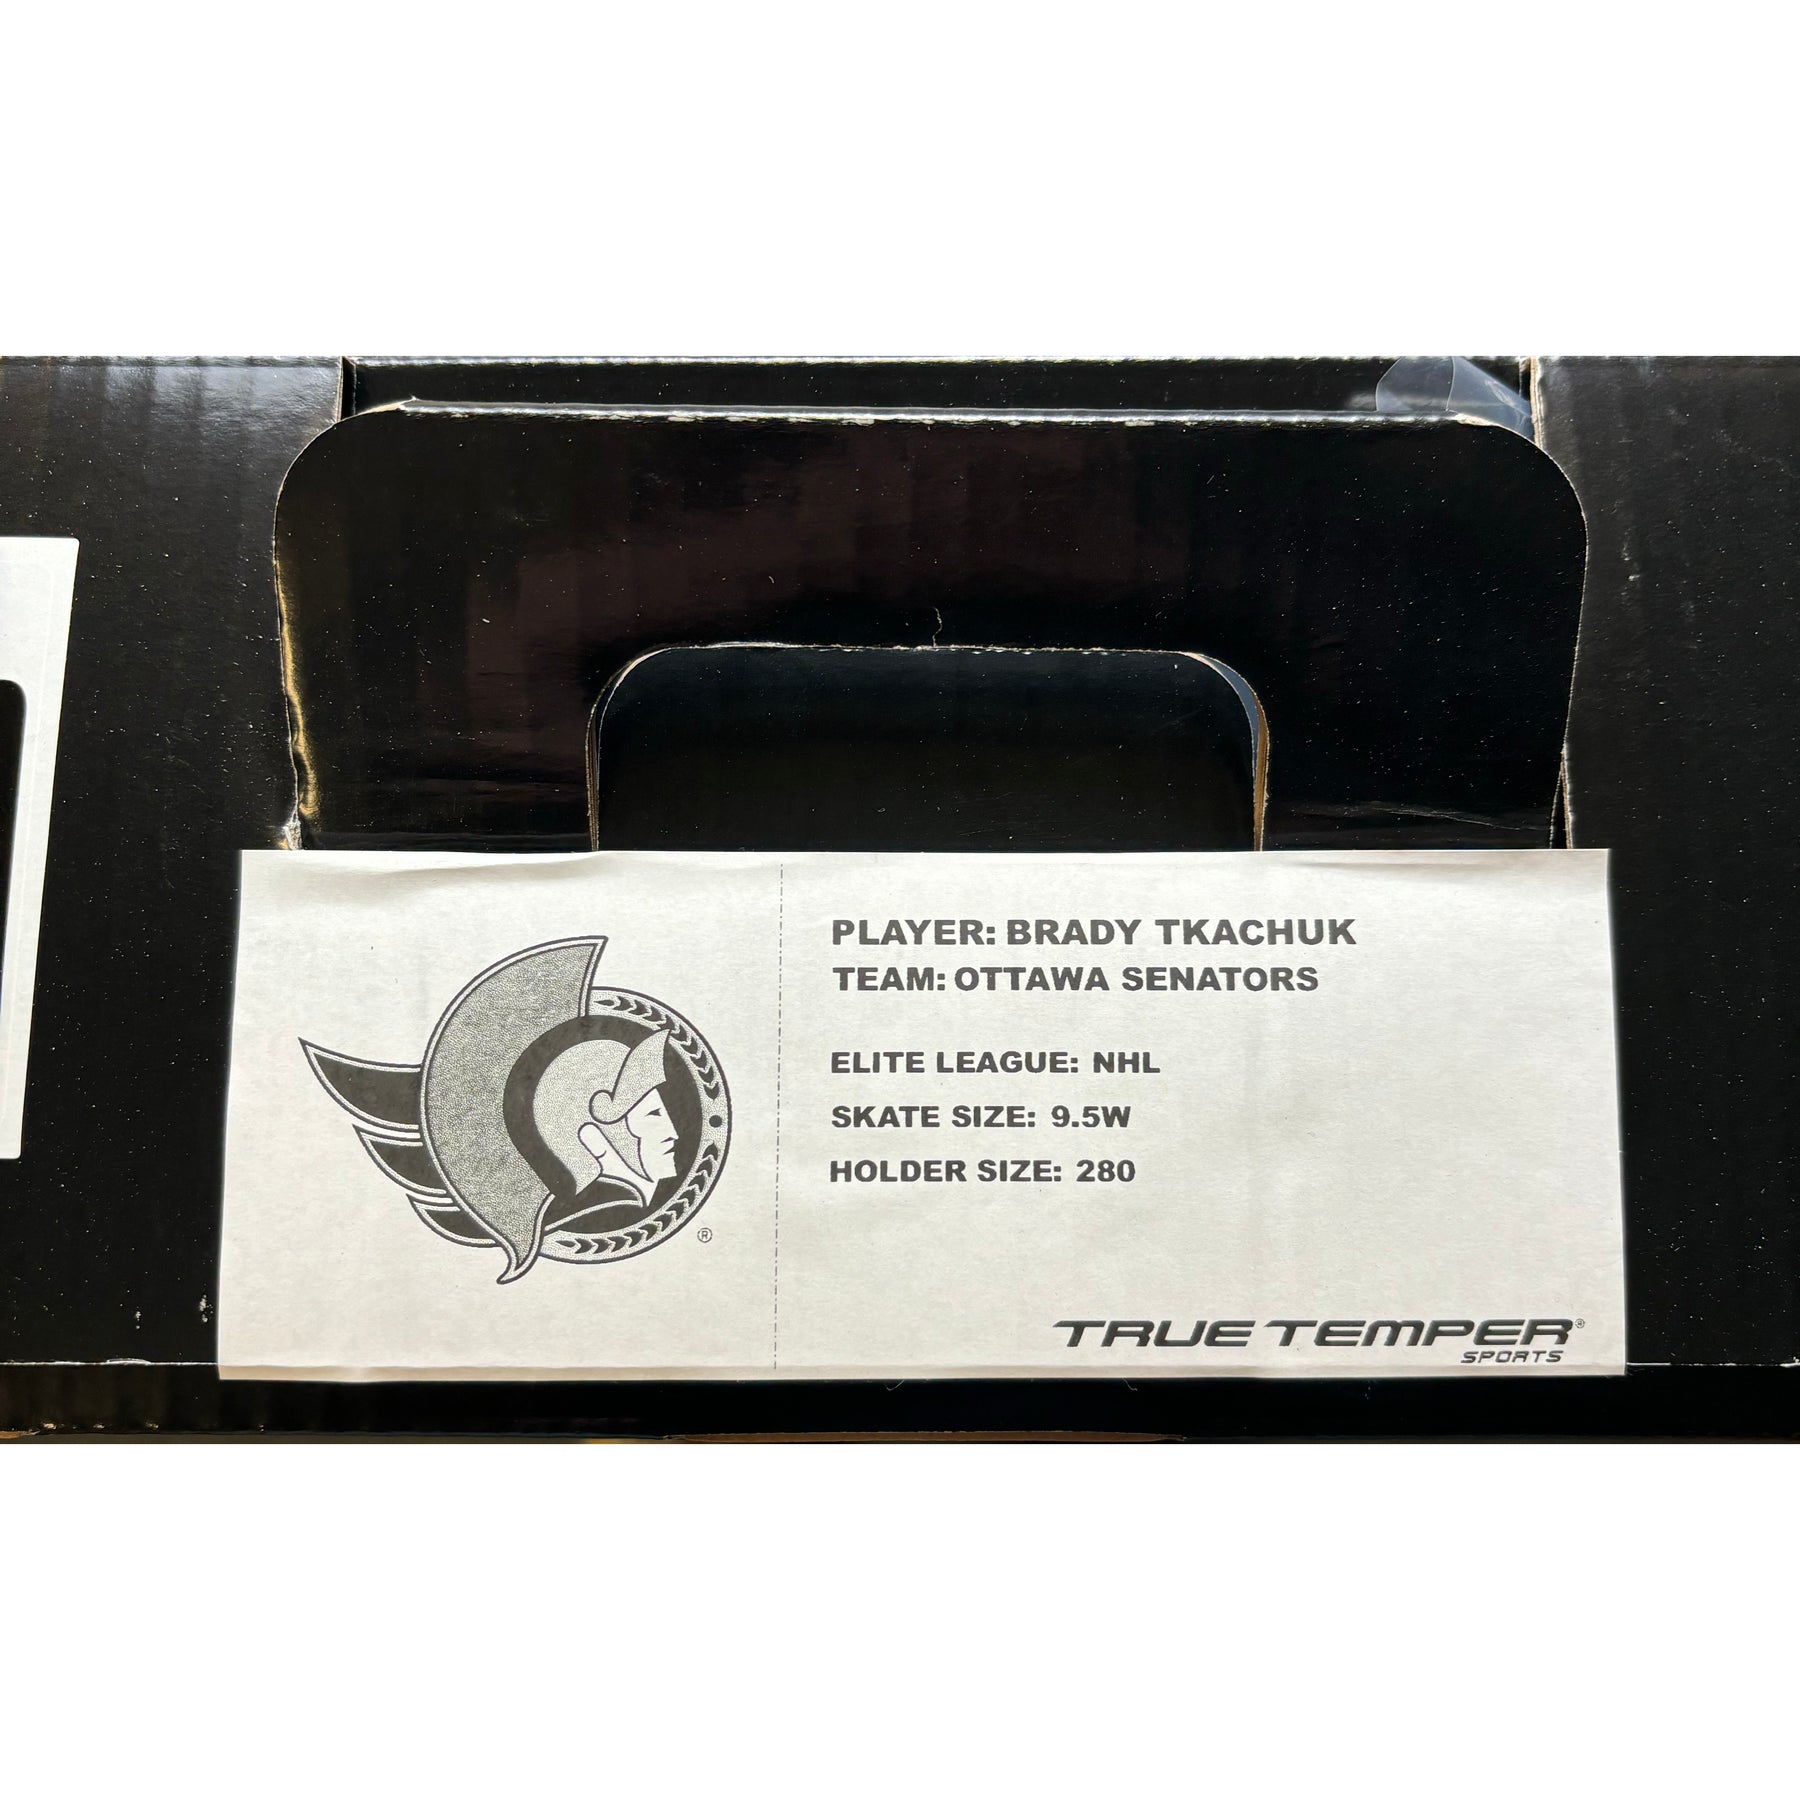 PLAYER: BRADY TKACHUK
TEAM: OTTAWA SENATORS
ELITE LEAGUE: NHL
SKATE SIZE: 9.5W
HOLDER SIZE: 280
®
TRUE TEMPER®
SPORTS